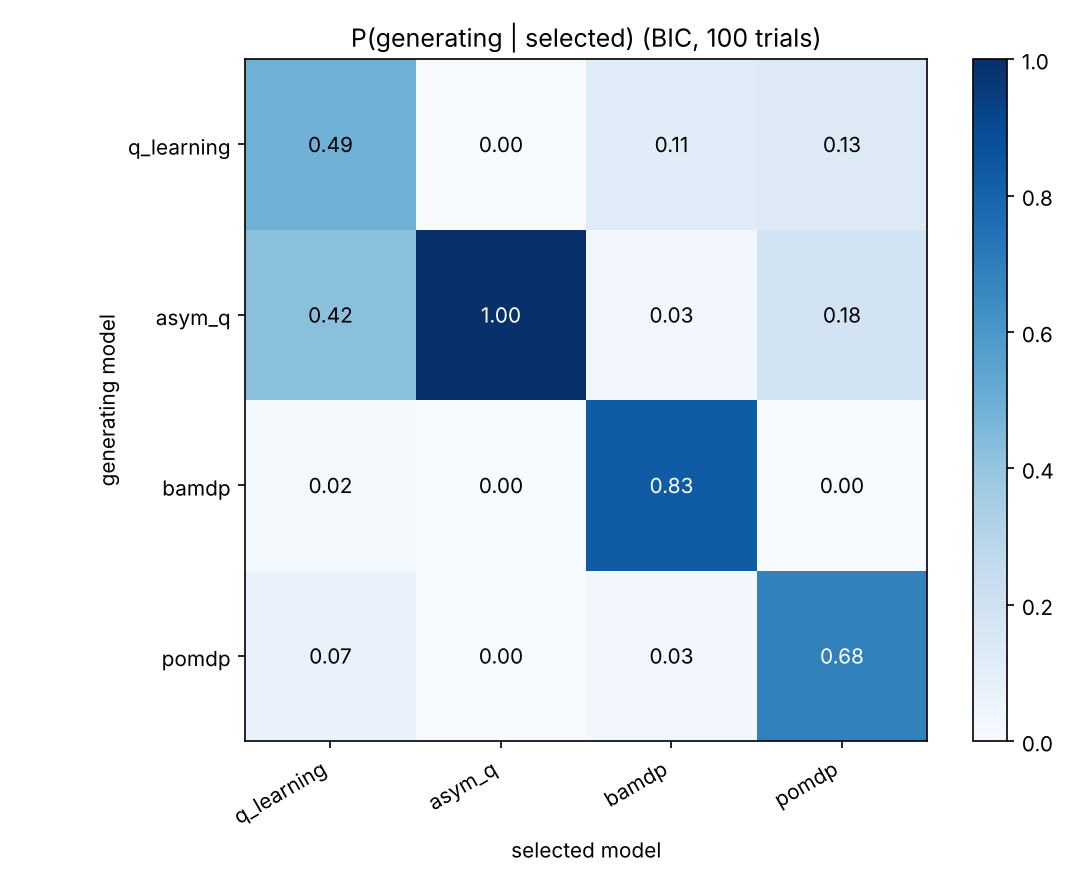 P(generating | selected) (BIC, 100 trials)
q_learning 0.49 0.00 0.11 0.13
asym_q 0.42 1.00 0.03 0.18
bamdp 0.02 0.00 0.83 0.00
pomdp 0.07 0.00 0.03 0.68
generating model
q_learning asym_q bamdp pomdp
selected model
1.0
0.8
0.6
0.4
0.2
0.0